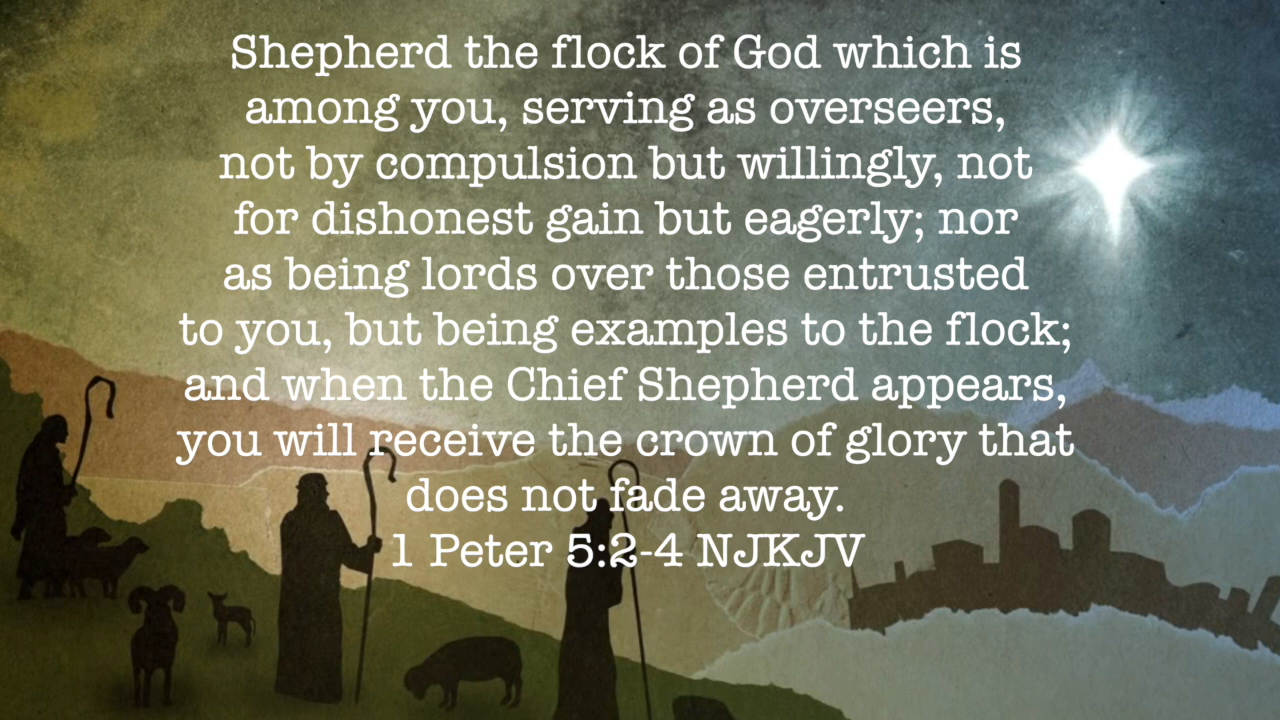 Shepherd the flock of God which is
among you, serving as overseers,
not by compulsion but willingly, not
for dishonest gain but eagerly; nor
as being lords over those entrusted
to you, but being examples to the flock;
and when the Chief Shepherd appears,
you will receive the crown of glory that
does not fade away.
1 Peter 5:2-4 NJKJV